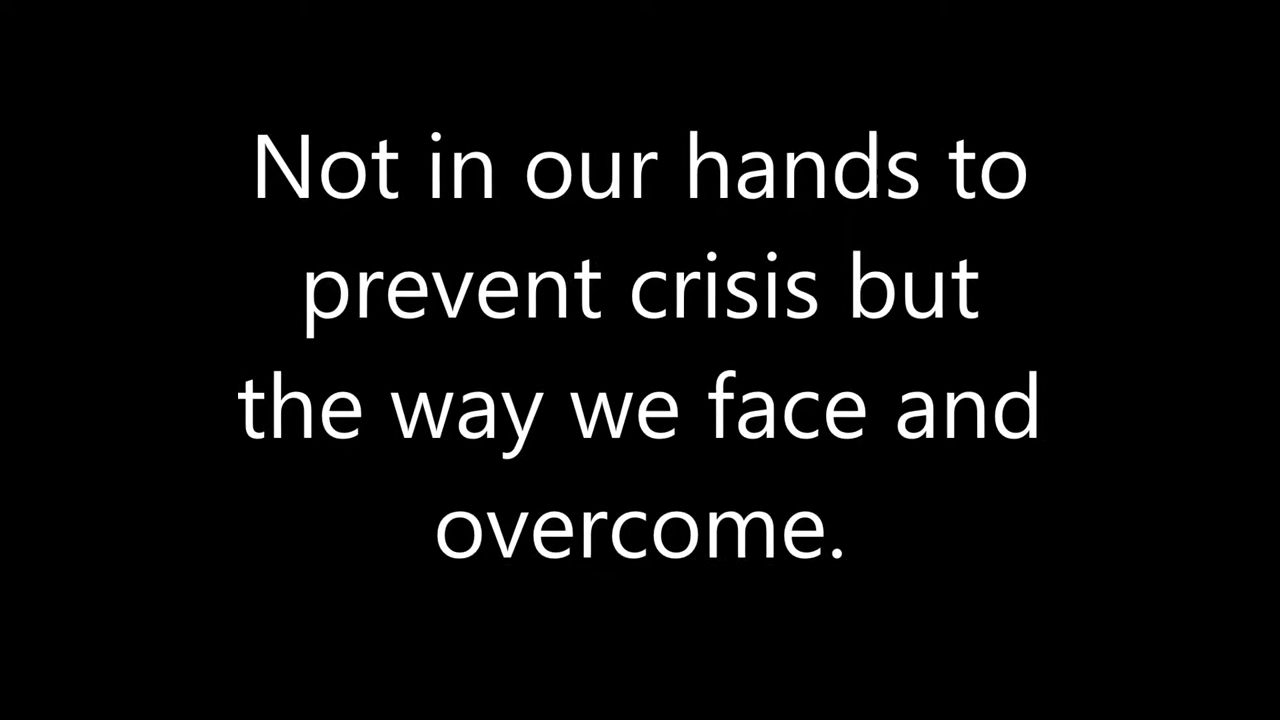 Not in our hands to
prevent crisis but
the way we face and
overcome.